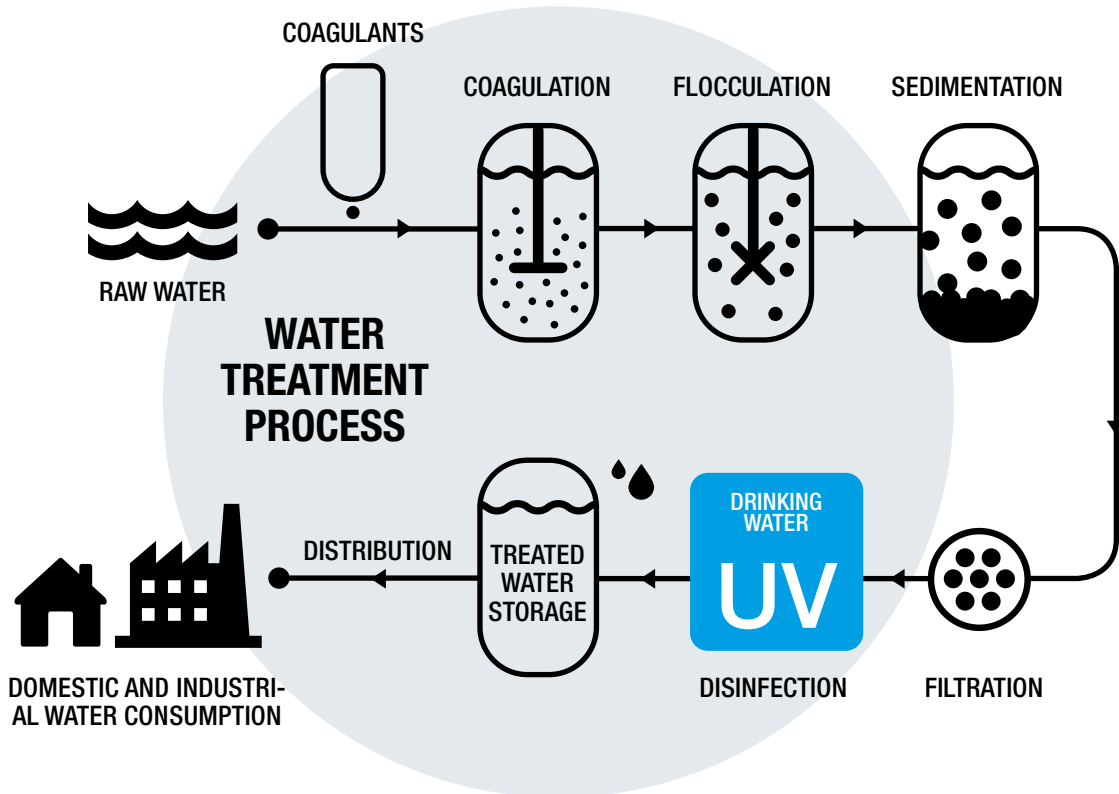 COAGULANTS
COAGULATION
FLOCCULATION
SEDIMENTATION
RAW WATER
WATER
TREATMENT
PROCESS
DRINKING
WATER
UV
DISTRIBUTION
TREATED
WATER
STORAGE
DOMESTIC AND INDUSTRI-
AL WATER CONSUMPTION
DISINFECTION
FILTRATION